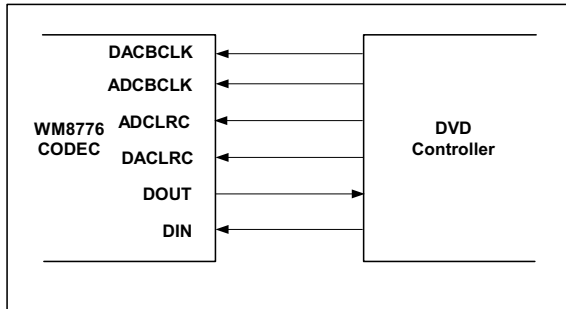 DACBCLK
ADCBCLK
ADCLRC
DACLRC
DOUT
DIN
WM8776
CODEC
DVD
Controller